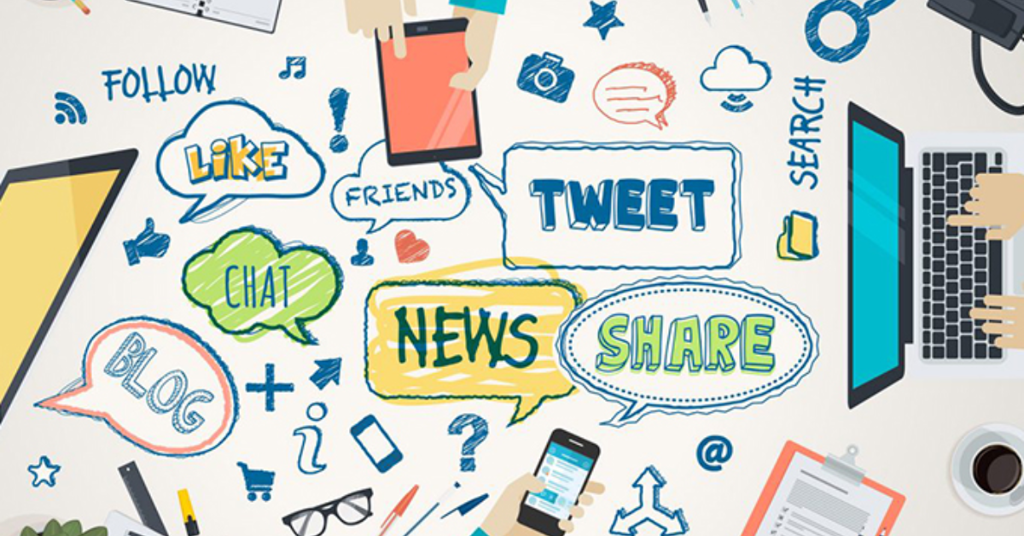 FOLLOW
LIKE
FRIENDS
TWEET
SEARCH
CHAT
NEWS
SHARE
BLOG
i
?
@